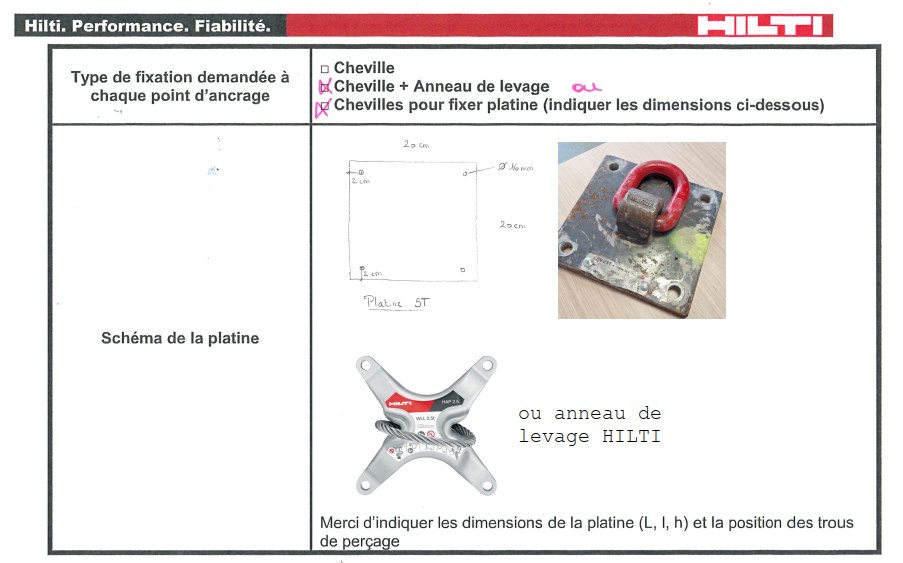 Hilti. Performance. Fiabilité.
HILTI
Type de fixation demandée à
chaque point d'ancrage
Cheville
Cheville + Anneau de levage ou
Chevilles pour fixer platine (indiquer les dimensions ci-dessous)
Schéma de la platine
20 cm
Ø 16 mm
2 cm
20 cm
2 cm
Platine 5T
HILTI
WLL 2.5t
ou anneau de
levage HILTI
Merci d'indiquer les dimensions de la platine (L, l, h) et la position des trous
de perçage